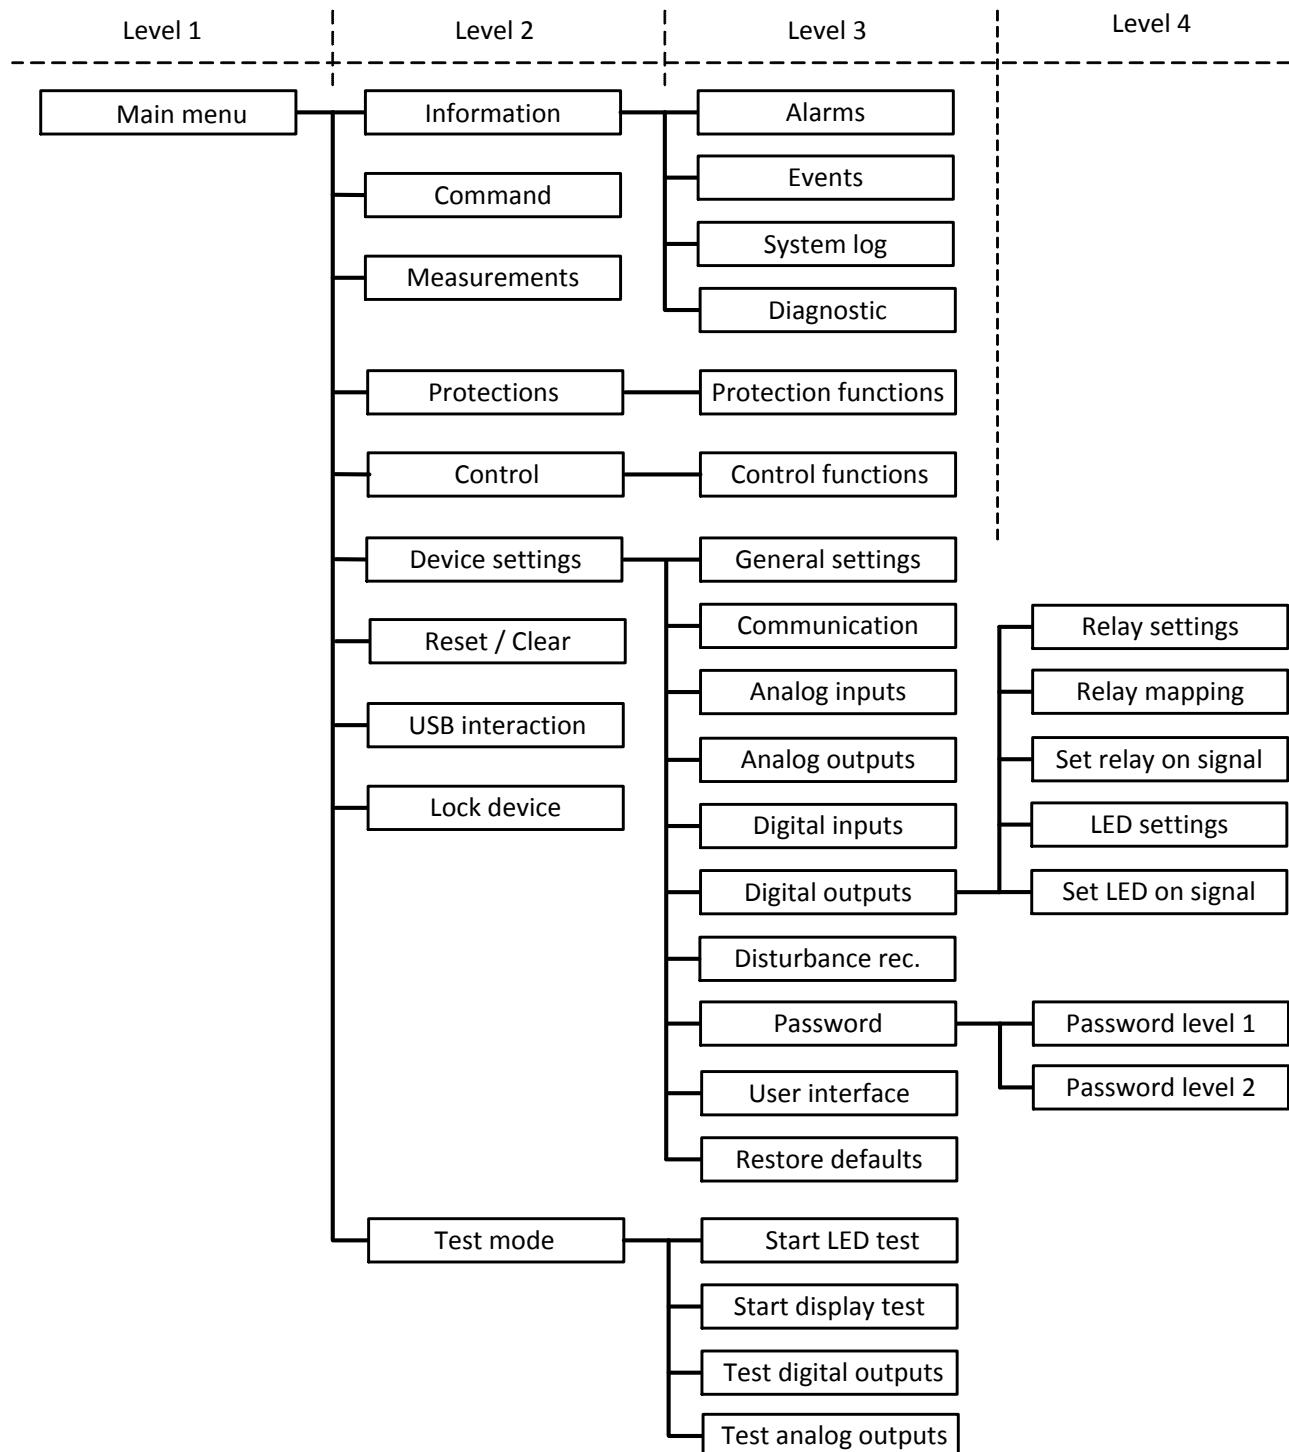 Level 1
Level 2
Level 3
Level 4
Main menu
Information
Alarms
Command
Events
Measurements
System log
Diagnostic
Protections
Protection functions
Control
Control functions
Device settings
General settings
Reset / Clear
Communication
Relay settings
USB interaction
Analog inputs
Relay mapping
Lock device
Analog outputs
Set relay on signal
Digital inputs
LED settings
Digital outputs
Set LED on signal
Disturbance rec.
Password
Password level 1
User interface
Password level 2
Restore defaults
Test mode
Start LED test
Start display test
Test digital outputs
Test analog outputs